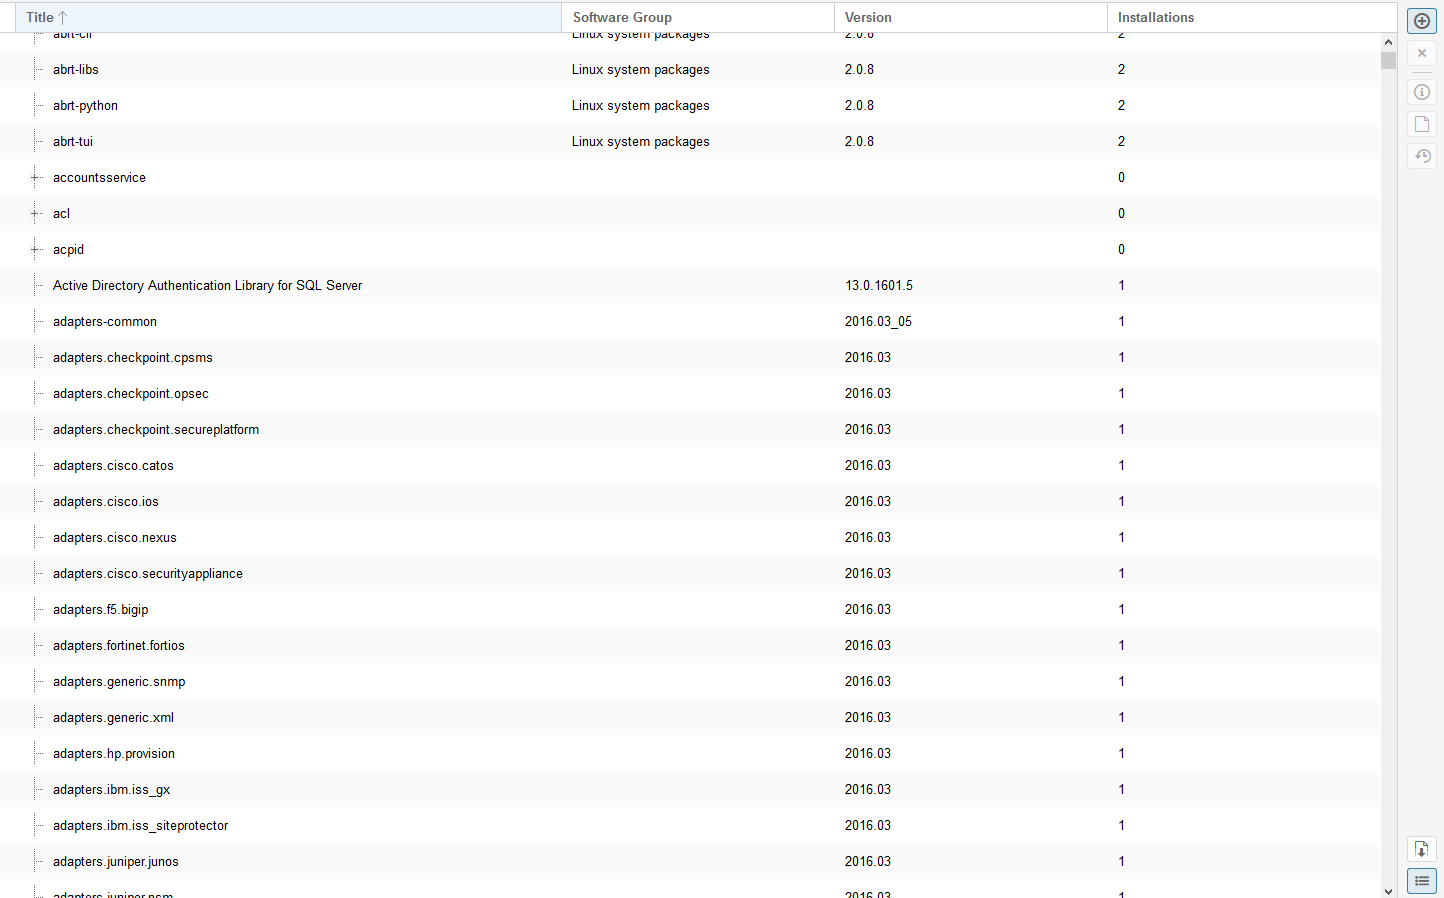 Title Software Group Version Installations
abrt-cli Linux system packages 2.0.8 2
abrt-libs Linux system packages 2.0.8 2
abrt-python Linux system packages 2.0.8 2
abrt-tui Linux system packages 2.0.8 2
accountsservice 0
acl 0
acpid 0
Active Directory Authentication Library for SQL Server 13.0.1601.5 1
adapters-common 2016.03_05 1
adapters.checkpoint.cpsms 2016.03 1
adapters.checkpoint.opsec 2016.03 1
adapters.checkpoint.secureplatform 2016.03 1
adapters.cisco.catos 2016.03 1
adapters.cisco.ios 2016.03 1
adapters.cisco.nexus 2016.03 1
adapters.cisco.securityappliance 2016.03 1
adapters.f5.bigip 2016.03 1
adapters.fortinet.fortios 2016.03 1
adapters.generic.snmp 2016.03 1
adapters.generic.xml 2016.03 1
adapters.hp.provision 2016.03 1
adapters.ibm.iss_gx 2016.03 1
adapters.ibm.iss_siteprotector 2016.03 1
adapters.juniper.junos 2016.03 1
adapters.juniper.nsm 2016.03 1